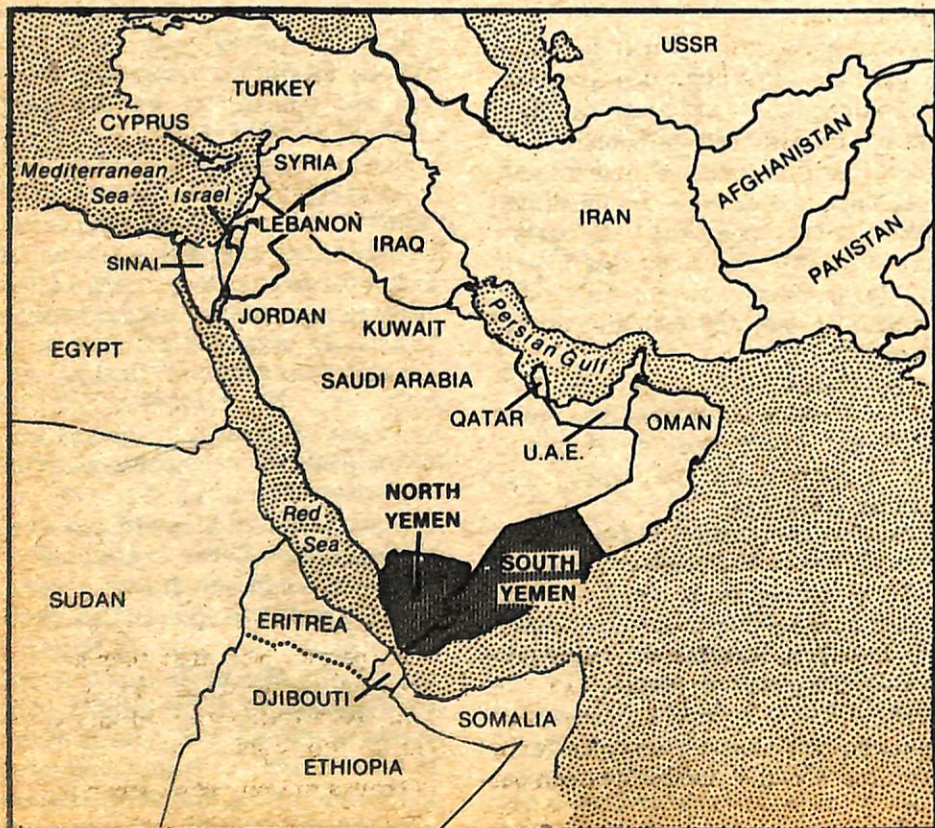 USSR
TURKEY
CYPRUS
Mediterranean
Sea
Israel
SYRIA
LEBANON
IRAQ
IRAN
AFGHANISTAN
PAKISTAN
SINAI
JORDAN
KUWAIT
Persian Gulf
EGYPT
SAUDI ARABIA
QATAR
OMAN
U.A.E.
NORTH
YEMEN
Red
Sea
SOUTH
YEMEN
SUDAN
ERITREA
DJIBOUTI
SOMALIA
ETHIOPIA